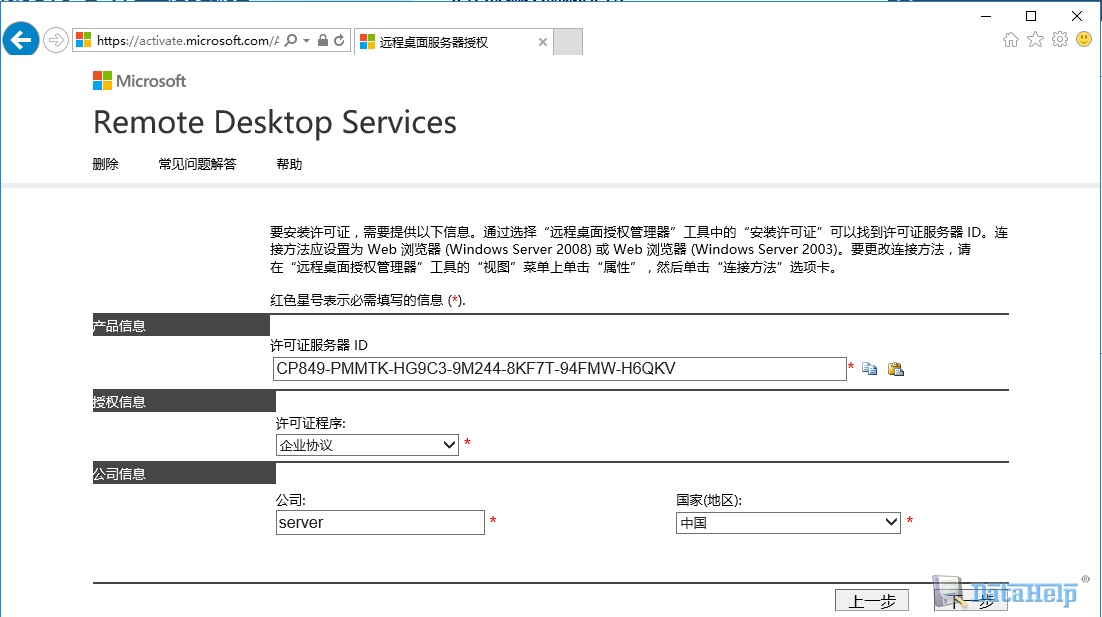 https://activate.microsoft.com/
远程桌面服务器授权
Microsoft
Remote Desktop Services
删除 常见问题解答 帮助
要安装许可证，需要提供以下信息。通过选择“远程桌面授权管理器”工具中的“安装许可证”可以找到许可证服务器 ID。连
接方法应设置为 Web 浏览器 (Windows Server 2008) 或 Web 浏览器 (Windows Server 2003)。要更改连接方法，请
在“远程桌面授权管理器”工具的“视图”菜单上单击“属性”，然后单击“连接方法”选项卡。
红色星号表示必需填写的信息 (*).
产品信息
许可证服务器 ID
CP849-PMMTK-HG9C3-9M244-8KF7T-94FMW-H6QKV *
授权信息
许可证程序:
企业协议 *
公司信息
公司: 国家(地区):
server * 中国 *
上一步 下一步
DataHelp ®